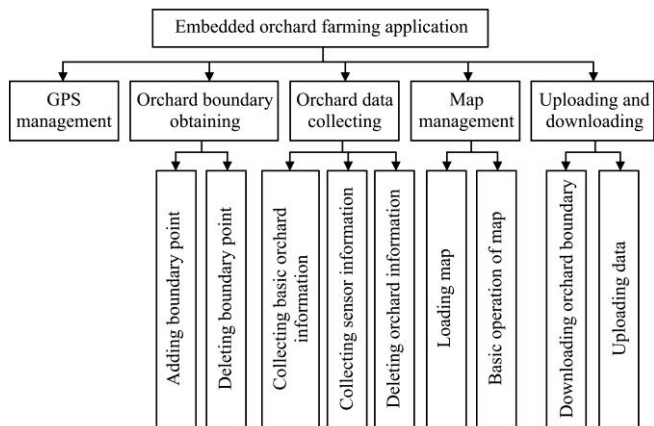 Embedded orchard farming application
GPS
management
Orchard boundary
obtaining
Orchard data
collecting
Map
management
Uploading and
downloading
Adding boundary point
Deleting boundary point
Collecting basic orchard
information
Collecting sensor information
Deleting orchard information
Loading map
Basic operation of map
Downloading orchard boundary
Uploading data